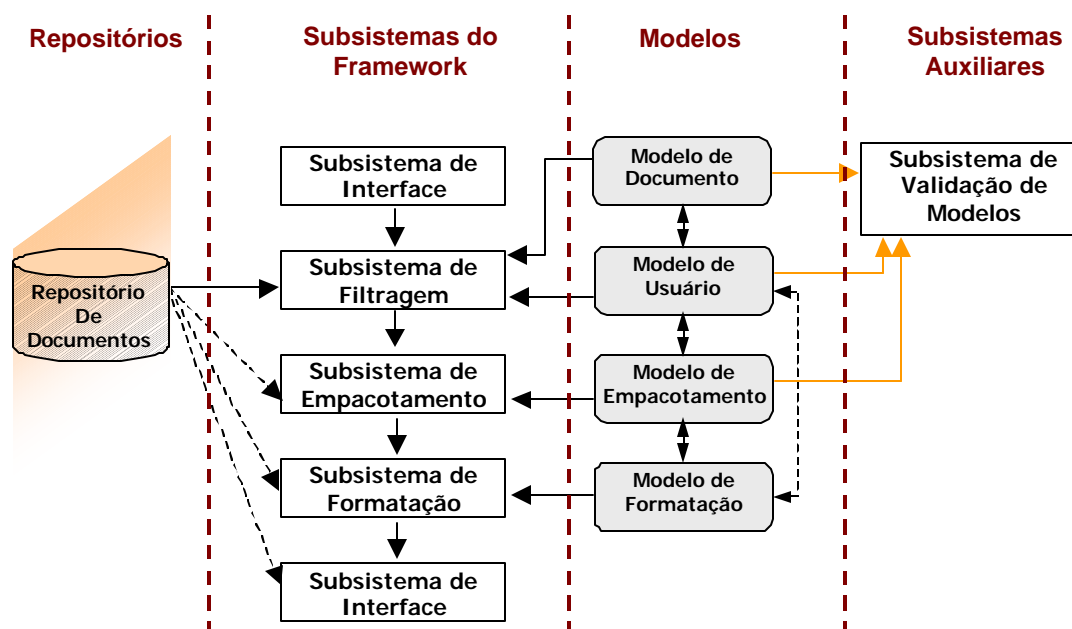 Repositórios
Subsistemas do
Framework
Modelos
Subsistemas
Auxiliares
Repositório
De
Documentos
Subsistema de
Interface
Subsistema de
Filtragem
Subsistema de
Empacotamento
Subsistema de
Formatação
Subsistema de
Interface
Modelo de
Documento
Modelo de
Usuário
Modelo de
Empacotamento
Modelo de
Formatação
Subsistema de
Validação de
Modelos